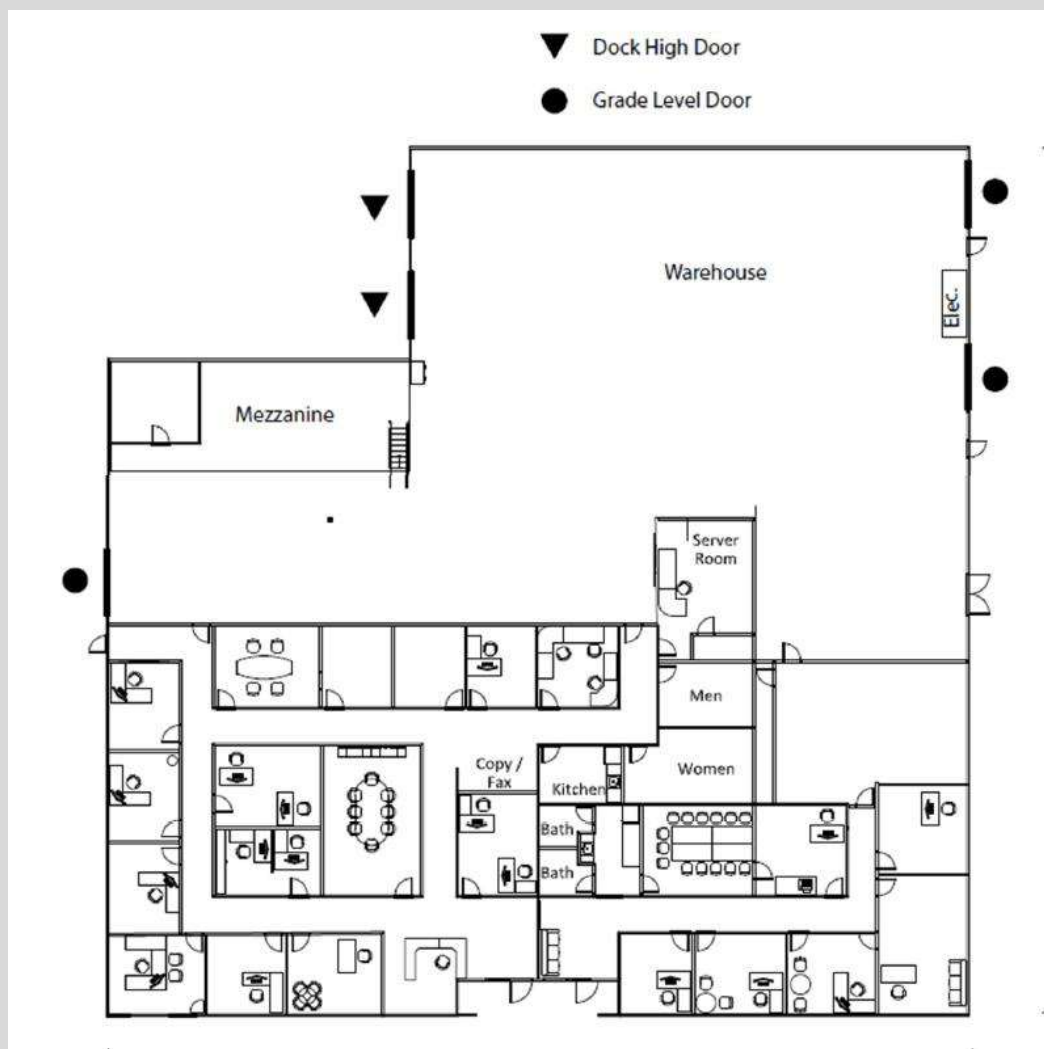 Dock High Door
Grade Level Door
Warehouse
Elec.
Mezzanine
Server
Room
Men
Copy /
Fax
Women
Kitchen
Bath
Bath